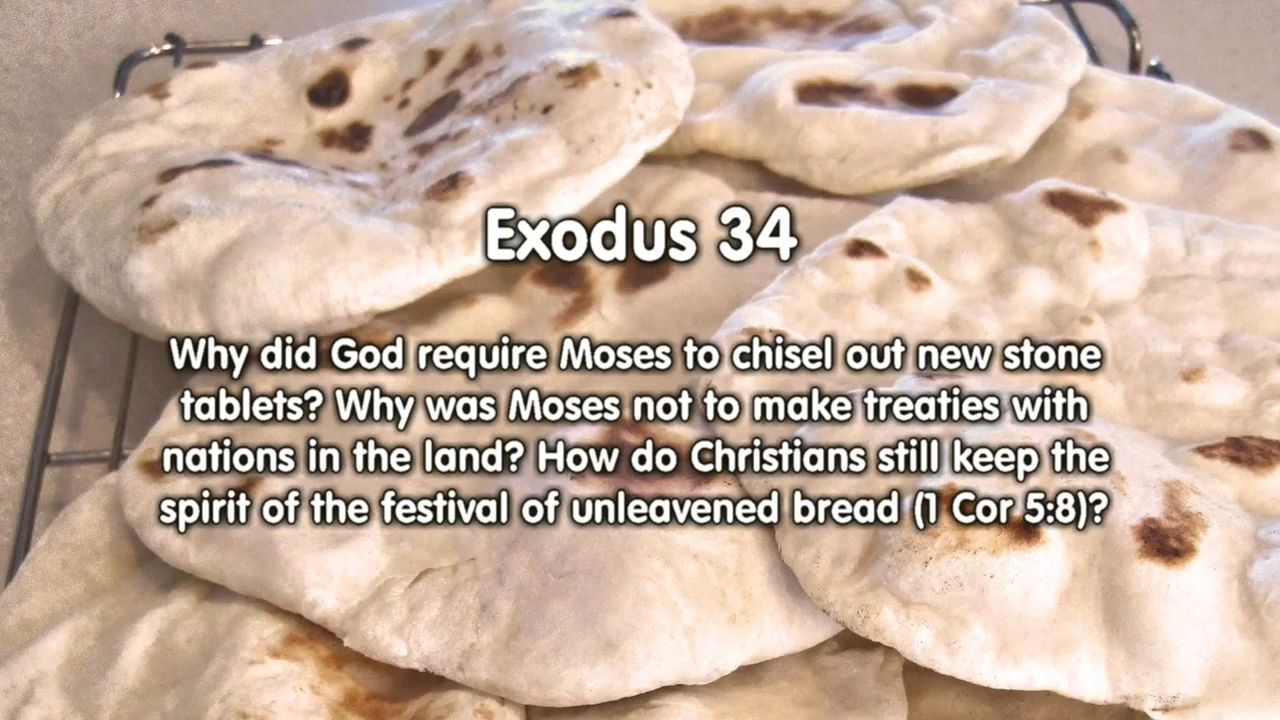 Exodus 34
Why did God require Moses to chisel out new stone
tablets? Why was Moses not to make treaties with
nations in the land? How do Christians still keep the
spirit of the festival of unleavened bread (1 Cor 5:8)?